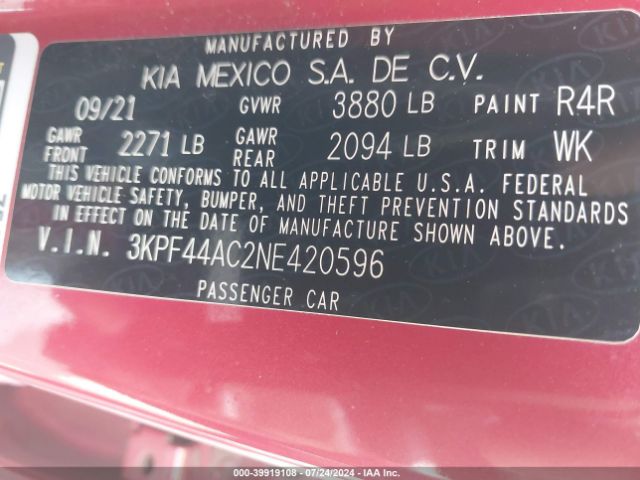 MANUFACTURED BY
KIA MEXICO S.A. DE C.V.
09/21 GVWR 3880 LB PAINT R4R
GAWR FRONT 2271 LB GAWR REAR 2094 LB TRIM WK
THIS VEHICLE CONFORMS TO ALL APPLICABLE U.S.A. FEDERAL
MOTOR VEHICLE SAFETY, BUMPER, AND THEFT PREVENTION STANDARDS
IN EFFECT ON THE DATE OF MANUFACTURE SHOWN ABOVE.
V.I.N. 3KPF44AC2NE420596
PASSENGER CAR
000-39919108 - 07/24/2024 - IAA Inc.